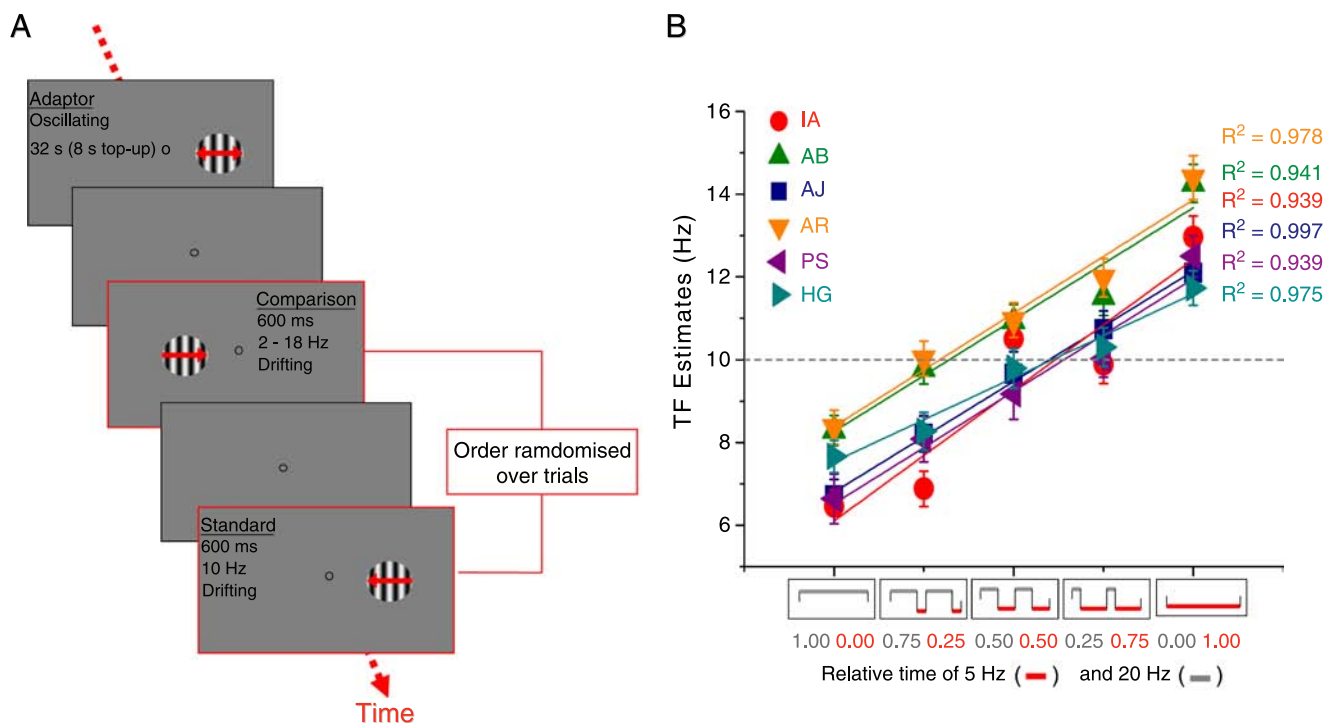 A
Adaptor
Oscillating
32 s (8 s top-up) o
Comparison
600 ms
2 - 18 Hz
Drifting
Order ramdomised
over trials
Standard
600 ms
10 Hz
Drifting
Time
B
TF Estimates (Hz)
16
14
12
10
8
6
IA
AB
AJ
AR
PS
HG
R² = 0.978
R² = 0.941
R² = 0.939
R² = 0.997
R² = 0.939
R² = 0.975
1.00 0.00 0.75 0.25 0.50 0.50 0.25 0.75 0.00 1.00
Relative time of 5 Hz ( ) and 20 Hz ( )